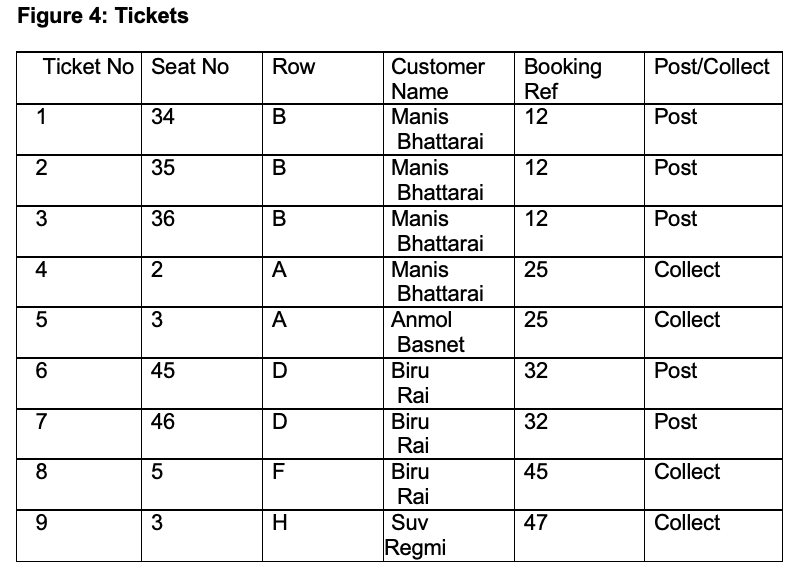 Figure 4: Tickets
Ticket No Seat No Row Customer Name Booking Ref Post/Collect
1 34 B Manis Bhattarai 12 Post
2 35 B Manis Bhattarai 12 Post
3 36 B Manis Bhattarai 12 Post
4 2 A Manis Bhattarai 25 Collect
5 3 A Anmol Basnet 25 Collect
6 45 D Biru Rai 32 Post
7 46 D Biru Rai 32 Post
8 5 F Biru Rai 45 Collect
9 3 H Suv Regmi 47 Collect